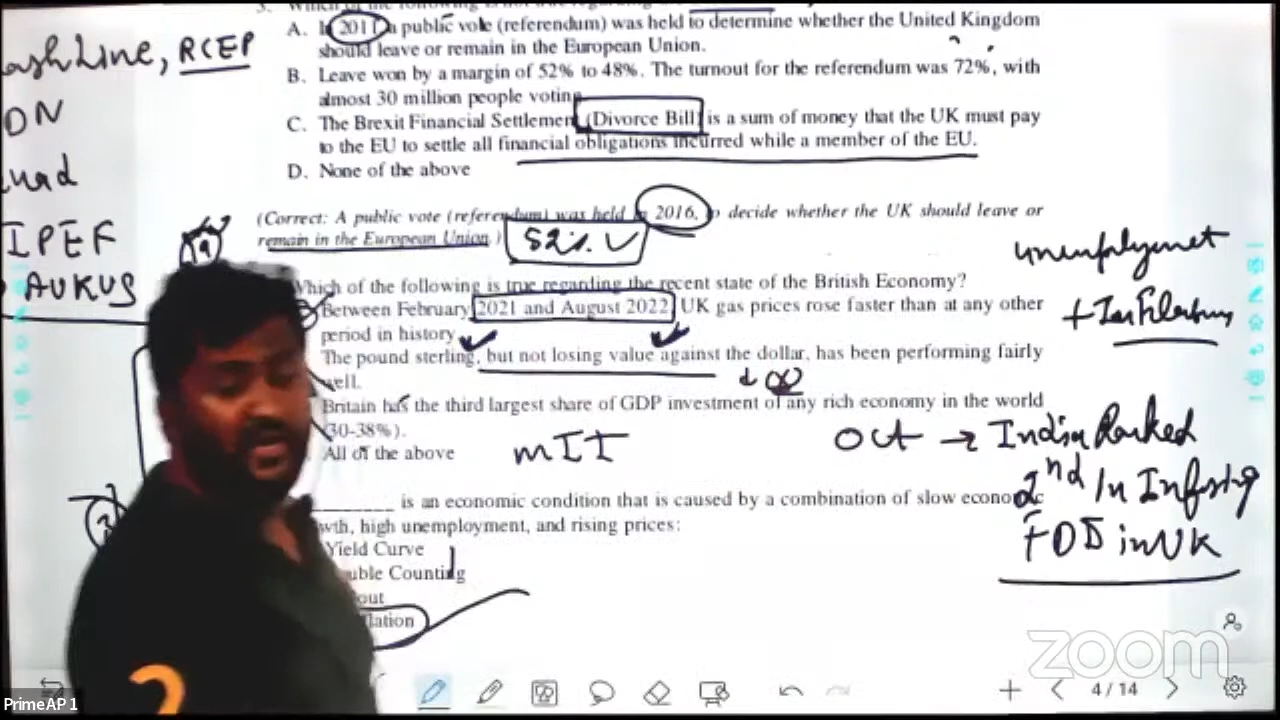 A. In 2011 a public vote (referendum) was held to determine whether the United Kingdom
should leave or remain in the European Union.
B. Leave won by a margin of 52% to 48%. The turnout for the referendum was 72%, with
almost 30 million people voting
C. The Brexit Financial Settlement (Divorce Bill) is a sum of money that the UK must pay
to the EU to settle all financial obligations incurred while a member of the EU.
D. None of the above
(Correct: A public vote (referendum) was held in 2016, to decide whether the UK should leave or
remain in the European Union.)
52% ✓
Which of the following is true regarding the recent state of the British Economy?
Between February 2021 and August 2022 UK gas prices rose faster than at any other
period in history
The pound sterling, but not losing value against the dollar, has been performing fairly
well.
Britain has the third largest share of GDP investment of any rich economy in the world
(30-38%).
All of the above
is an economic condition that is caused by a combination of slow economic
wth, high unemployment, and rising prices:
Yield Curve
uble Counting
out
lation
ash Line, RCEP
IPEF
AUKUS
+
Oct → India Ranked
2nd In
FDI in UK
zoom
4/14
PrimeAP 1